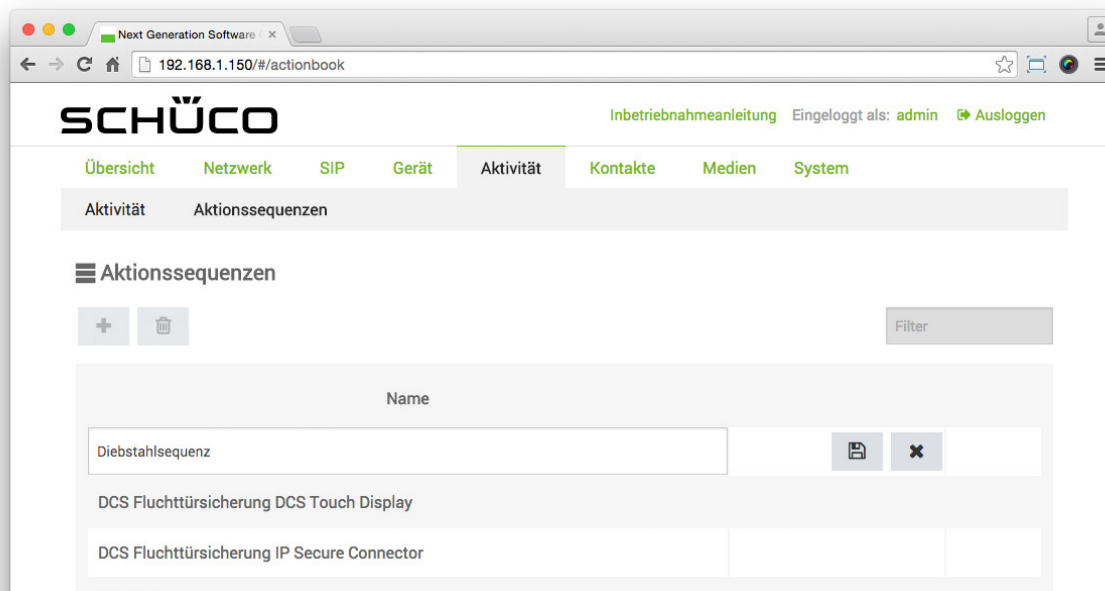 Next Generation Software
192.168.1.150/#/actionbook
SCHÜCO
Inbetriebnahmeanleitung Eingeloggt als: admin Ausloggen
Übersicht Netzwerk SIP Gerät Aktivität Kontakte Medien System
Aktivität Aktionssequenzen
Aktionssequenzen
Filter
Name
Diebstahlsequenz
DCS Fluchttürsicherung DCS Touch Display
DCS Fluchttürsicherung IP Secure Connector